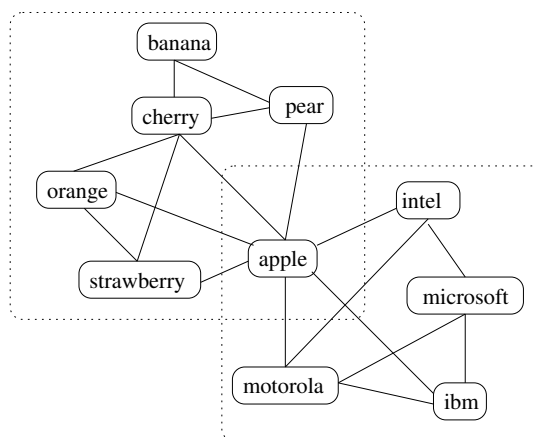 banana
cherry
pear
orange
strawberry
apple
intel
microsoft
motorola
ibm